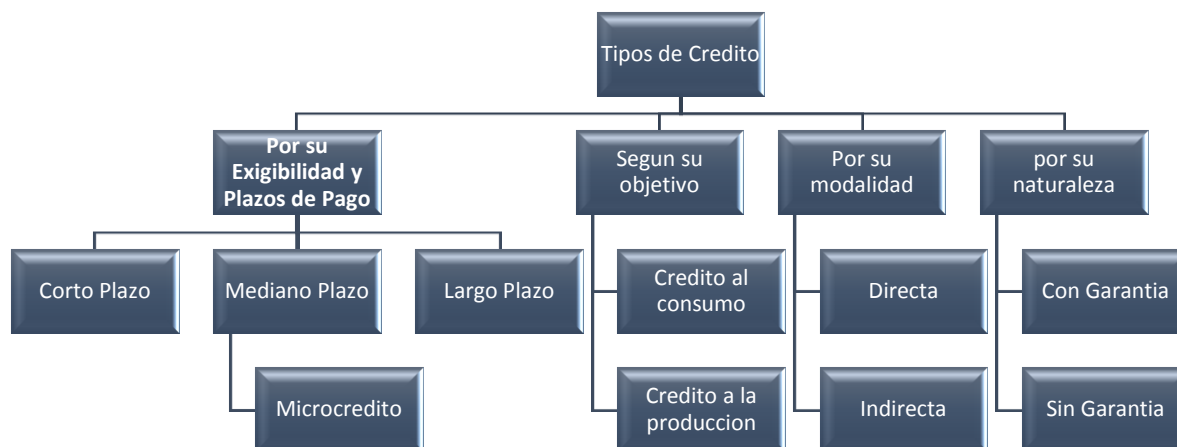 Tipos de Credito
Por su
Exigibilidad y
Plazos de Pago
Segun su
objetivo
Por su
modalidad
por su
naturaleza
Corto Plazo
Mediano Plazo
Largo Plazo
Credito al
consumo
Directa
Con Garantia
Microcredito
Credito a la
produccion
Indirecta
Sin Garantia